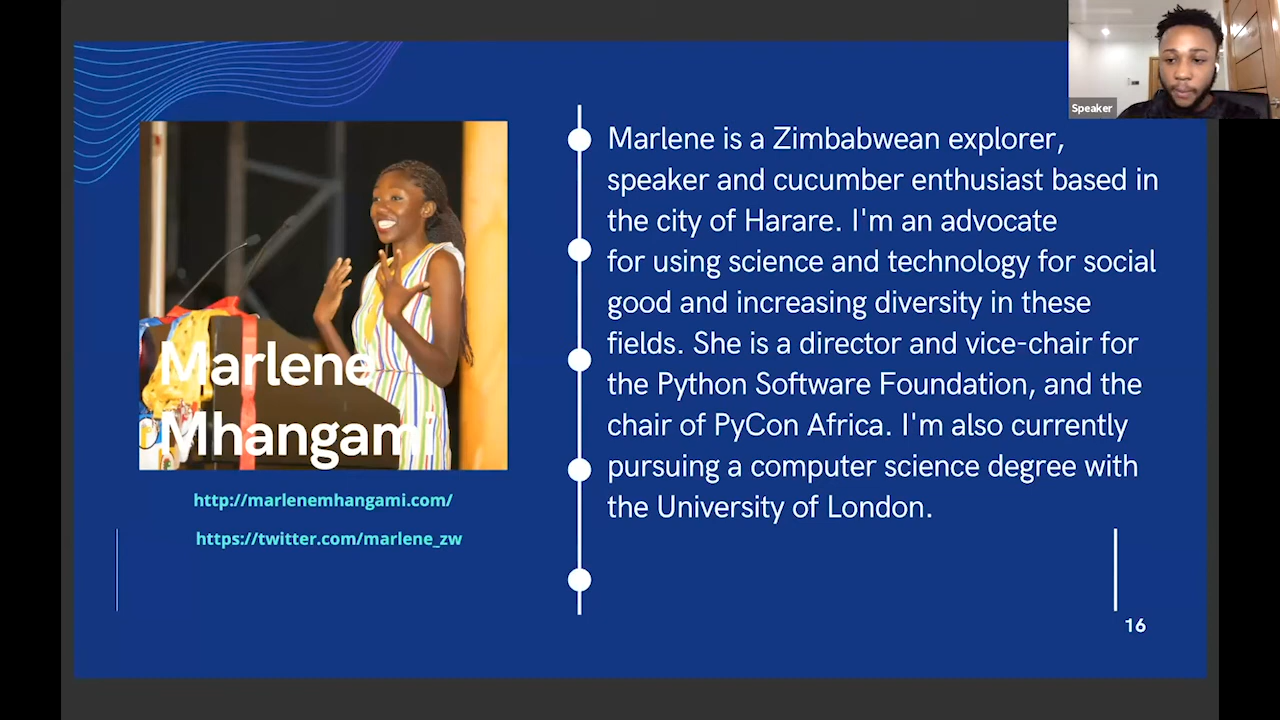 Speaker
Marlene
Mhangami
http://marlenemhangami.com/
https://twitter.com/marlene_zw
Marlene is a Zimbabwean explorer,
speaker and cucumber enthusiast based in
the city of Harare. I'm an advocate
for using science and technology for social
good and increasing diversity in these
fields. She is a director and vice-chair for
the Python Software Foundation, and the
chair of PyCon Africa. I'm also currently
pursuing a computer science degree with
the University of London.
16